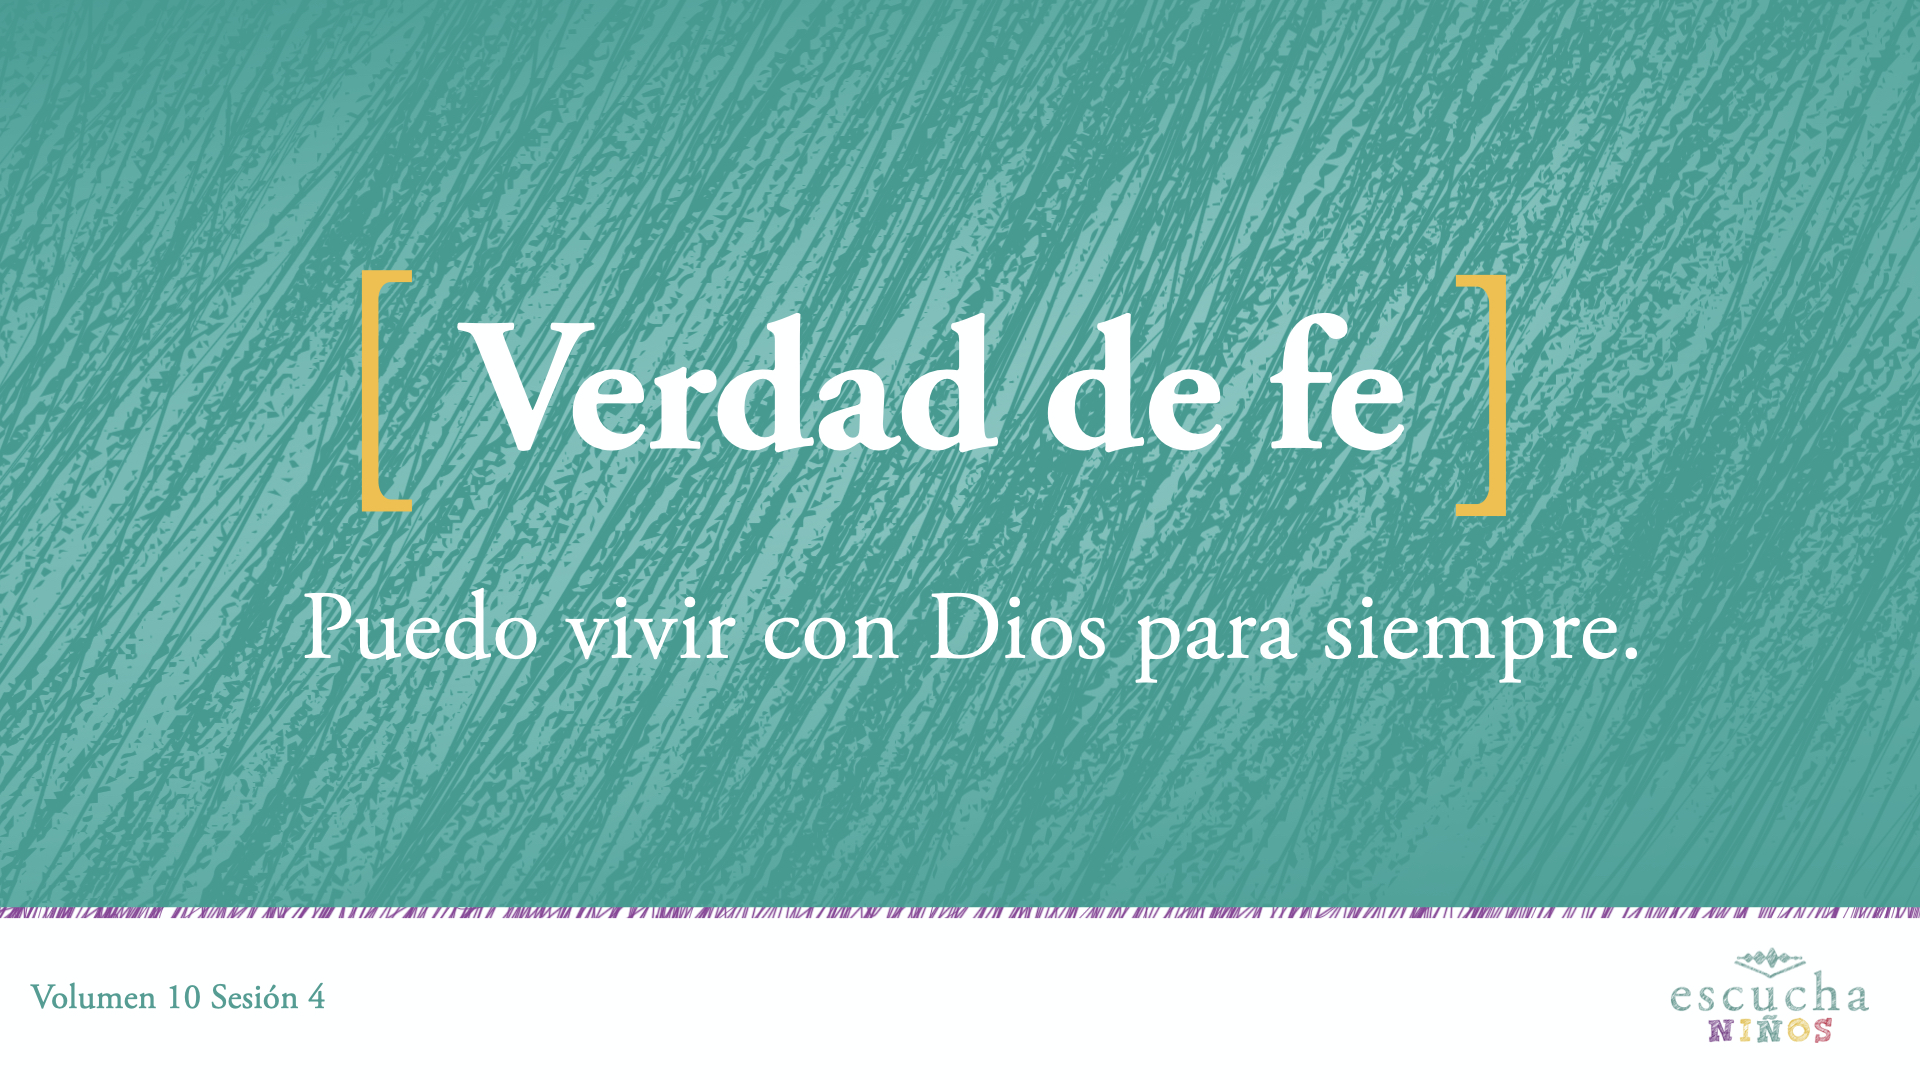 [ Verdad de fe ]
Puedo vivir con Dios para siempre.
Volumen 10 Sesión 4
escucha
NIÑOS